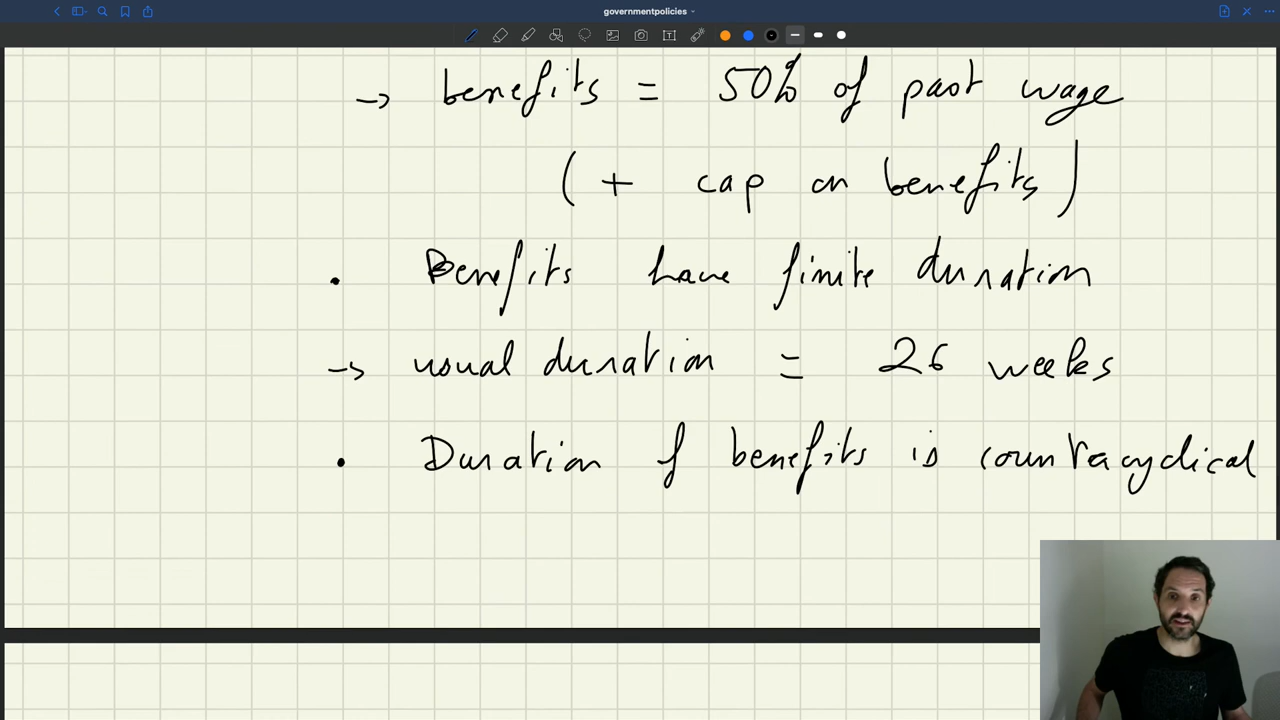 governmentpolicies
→ benefits = 50% of past wage
(+ cap on benefits)
• Benefits have finite duration
→ usual duration = 26 weeks
• Duration of benefits is countracyclical